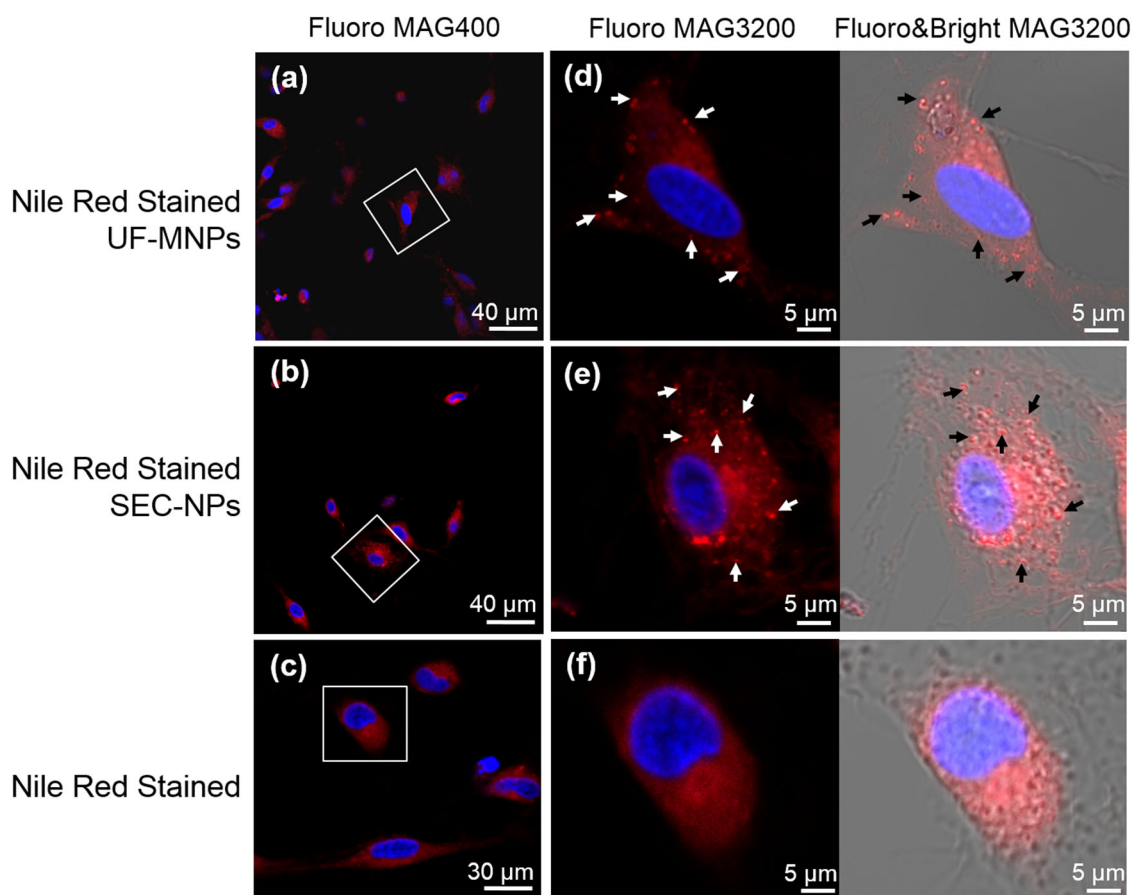 Fluoro MAG400
Fluoro MAG3200
Fluoro&Bright MAG3200
Nile Red Stained
UF-MNPs
(a)
40 µm
(d)
5 µm
5 µm
Nile Red Stained
SEC-NPs
(b)
40 µm
(e)
5 µm
5 µm
Nile Red Stained
(c)
30 µm
(f)
5 µm
5 µm